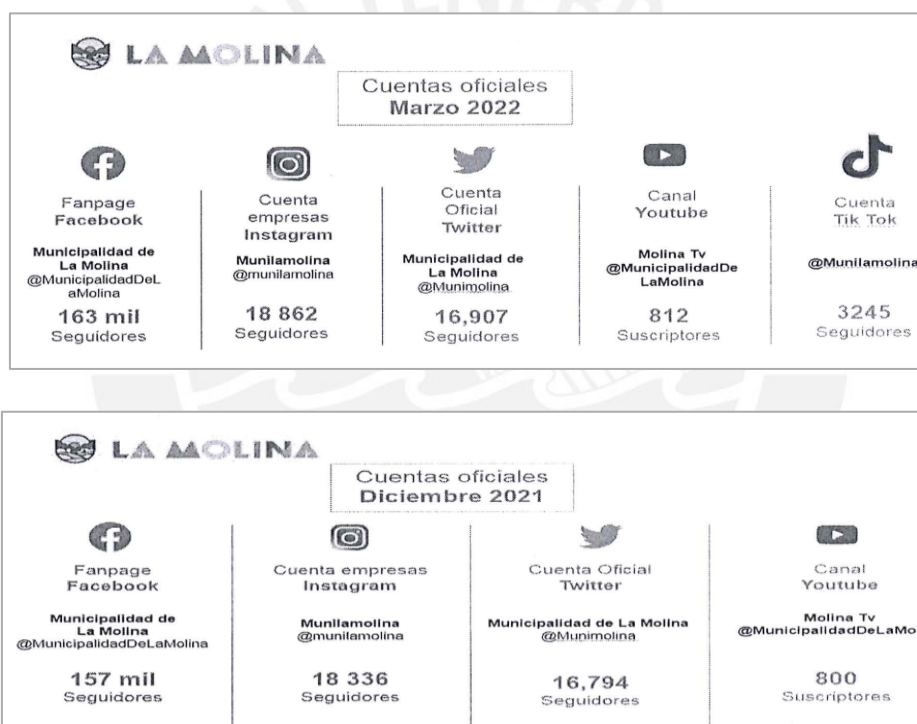 LA MOLINA
Cuentas oficiales
Marzo 2022
Fanpage
Facebook
Municipalidad de
La Molina
@MunicipalidadDeL
aMolina
163 mil
Seguidores
Cuenta
empresas
Instagram
Munilamolina
@munilamolina
18 862
Seguidores
Cuenta
Oficial
Twitter
Municipalidad de
La Molina
@Munimolina
16,907
Seguidores
Canal
Youtube
Molina Tv
@MunicipalidadDe
LaMolina
812
Suscriptores
Cuenta
Tik Tok
@Munilamolina
3245
Seguidores
LA MOLINA
Cuentas oficiales
Diciembre 2021
Fanpage
Facebook
Municipalidad de
La Molina
@MunicipalidadDeLaMolina
157 mil
Seguidores
Cuenta empresas
Instagram
Munilamolina
@munilamolina
18 336
Seguidores
Cuenta Oficial
Twitter
Municipalidad de La Molina
@Munimolina
16,794
Seguidores
Canal
Youtube
Molina Tv
@MunicipalidadDeLaMo
800
Suscriptores